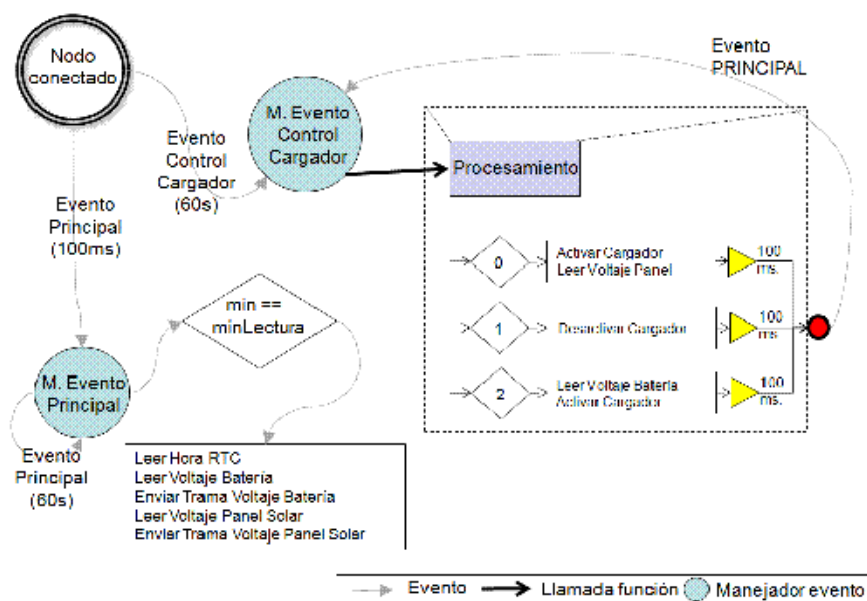 Nodo
conectado
Evento
PRINCIPAL
M. Evento
Control
Cargador
Evento
Control
Cargador
(60s)
Procesamiento
Evento
Principal
(100ms)
0
Activar Cargador
Leer Voltaje Panel
100
ms.
min ==
minLectura
1
Desactivar Cargador
100
ms.
M. Evento
Principal
2
Leer Voltaje Batería
Activar Cargador
100
ms.
Evento
Principal
(60s)
Leer Hora RTC
Leer Voltaje Batería
Enviar Trama Voltaje Batería
Leer Voltaje Panel Solar
Enviar Trama Voltaje Panel Solar
Evento
Llamada función
Manejador evento